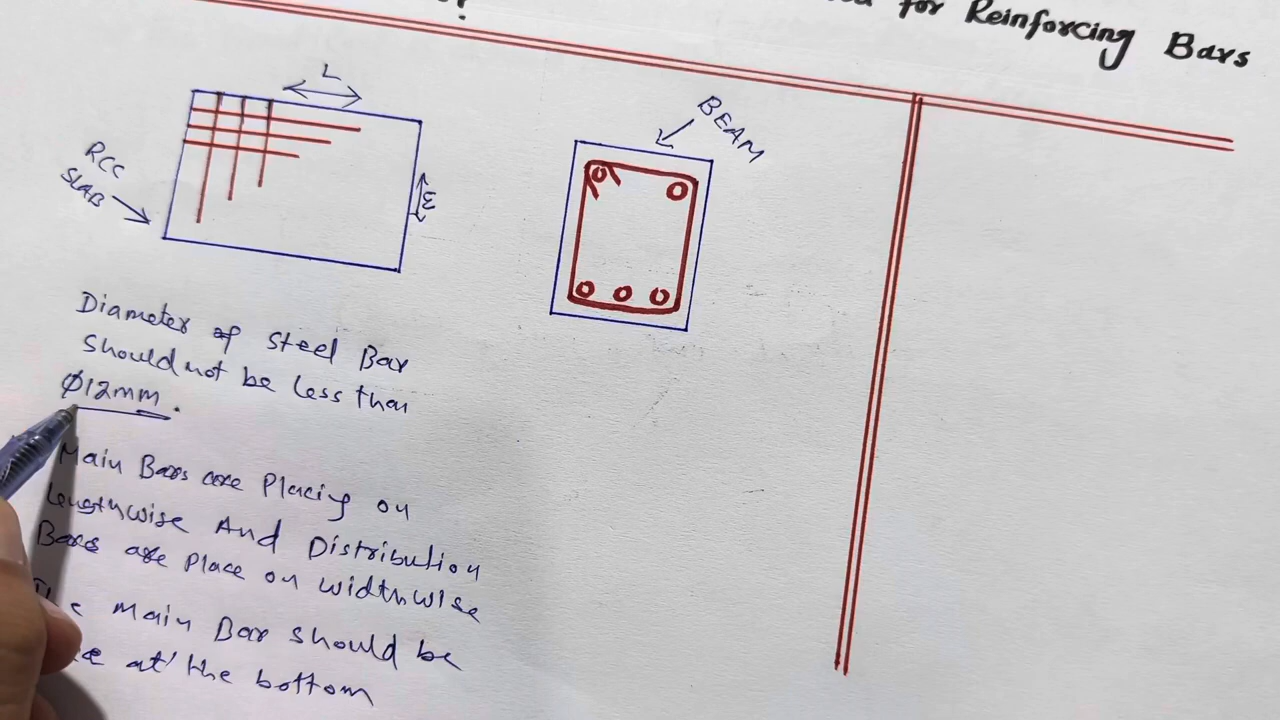 for Reinforcing Bars
L
BEAM
RCC
SLAB
Diameter of Steel Bar
Should not be less than
Ø12mm.
Main Bars are Placing on
Lengthwise And Distribution
Bars are Place on widthwise
Main Bar should be
at the bottom